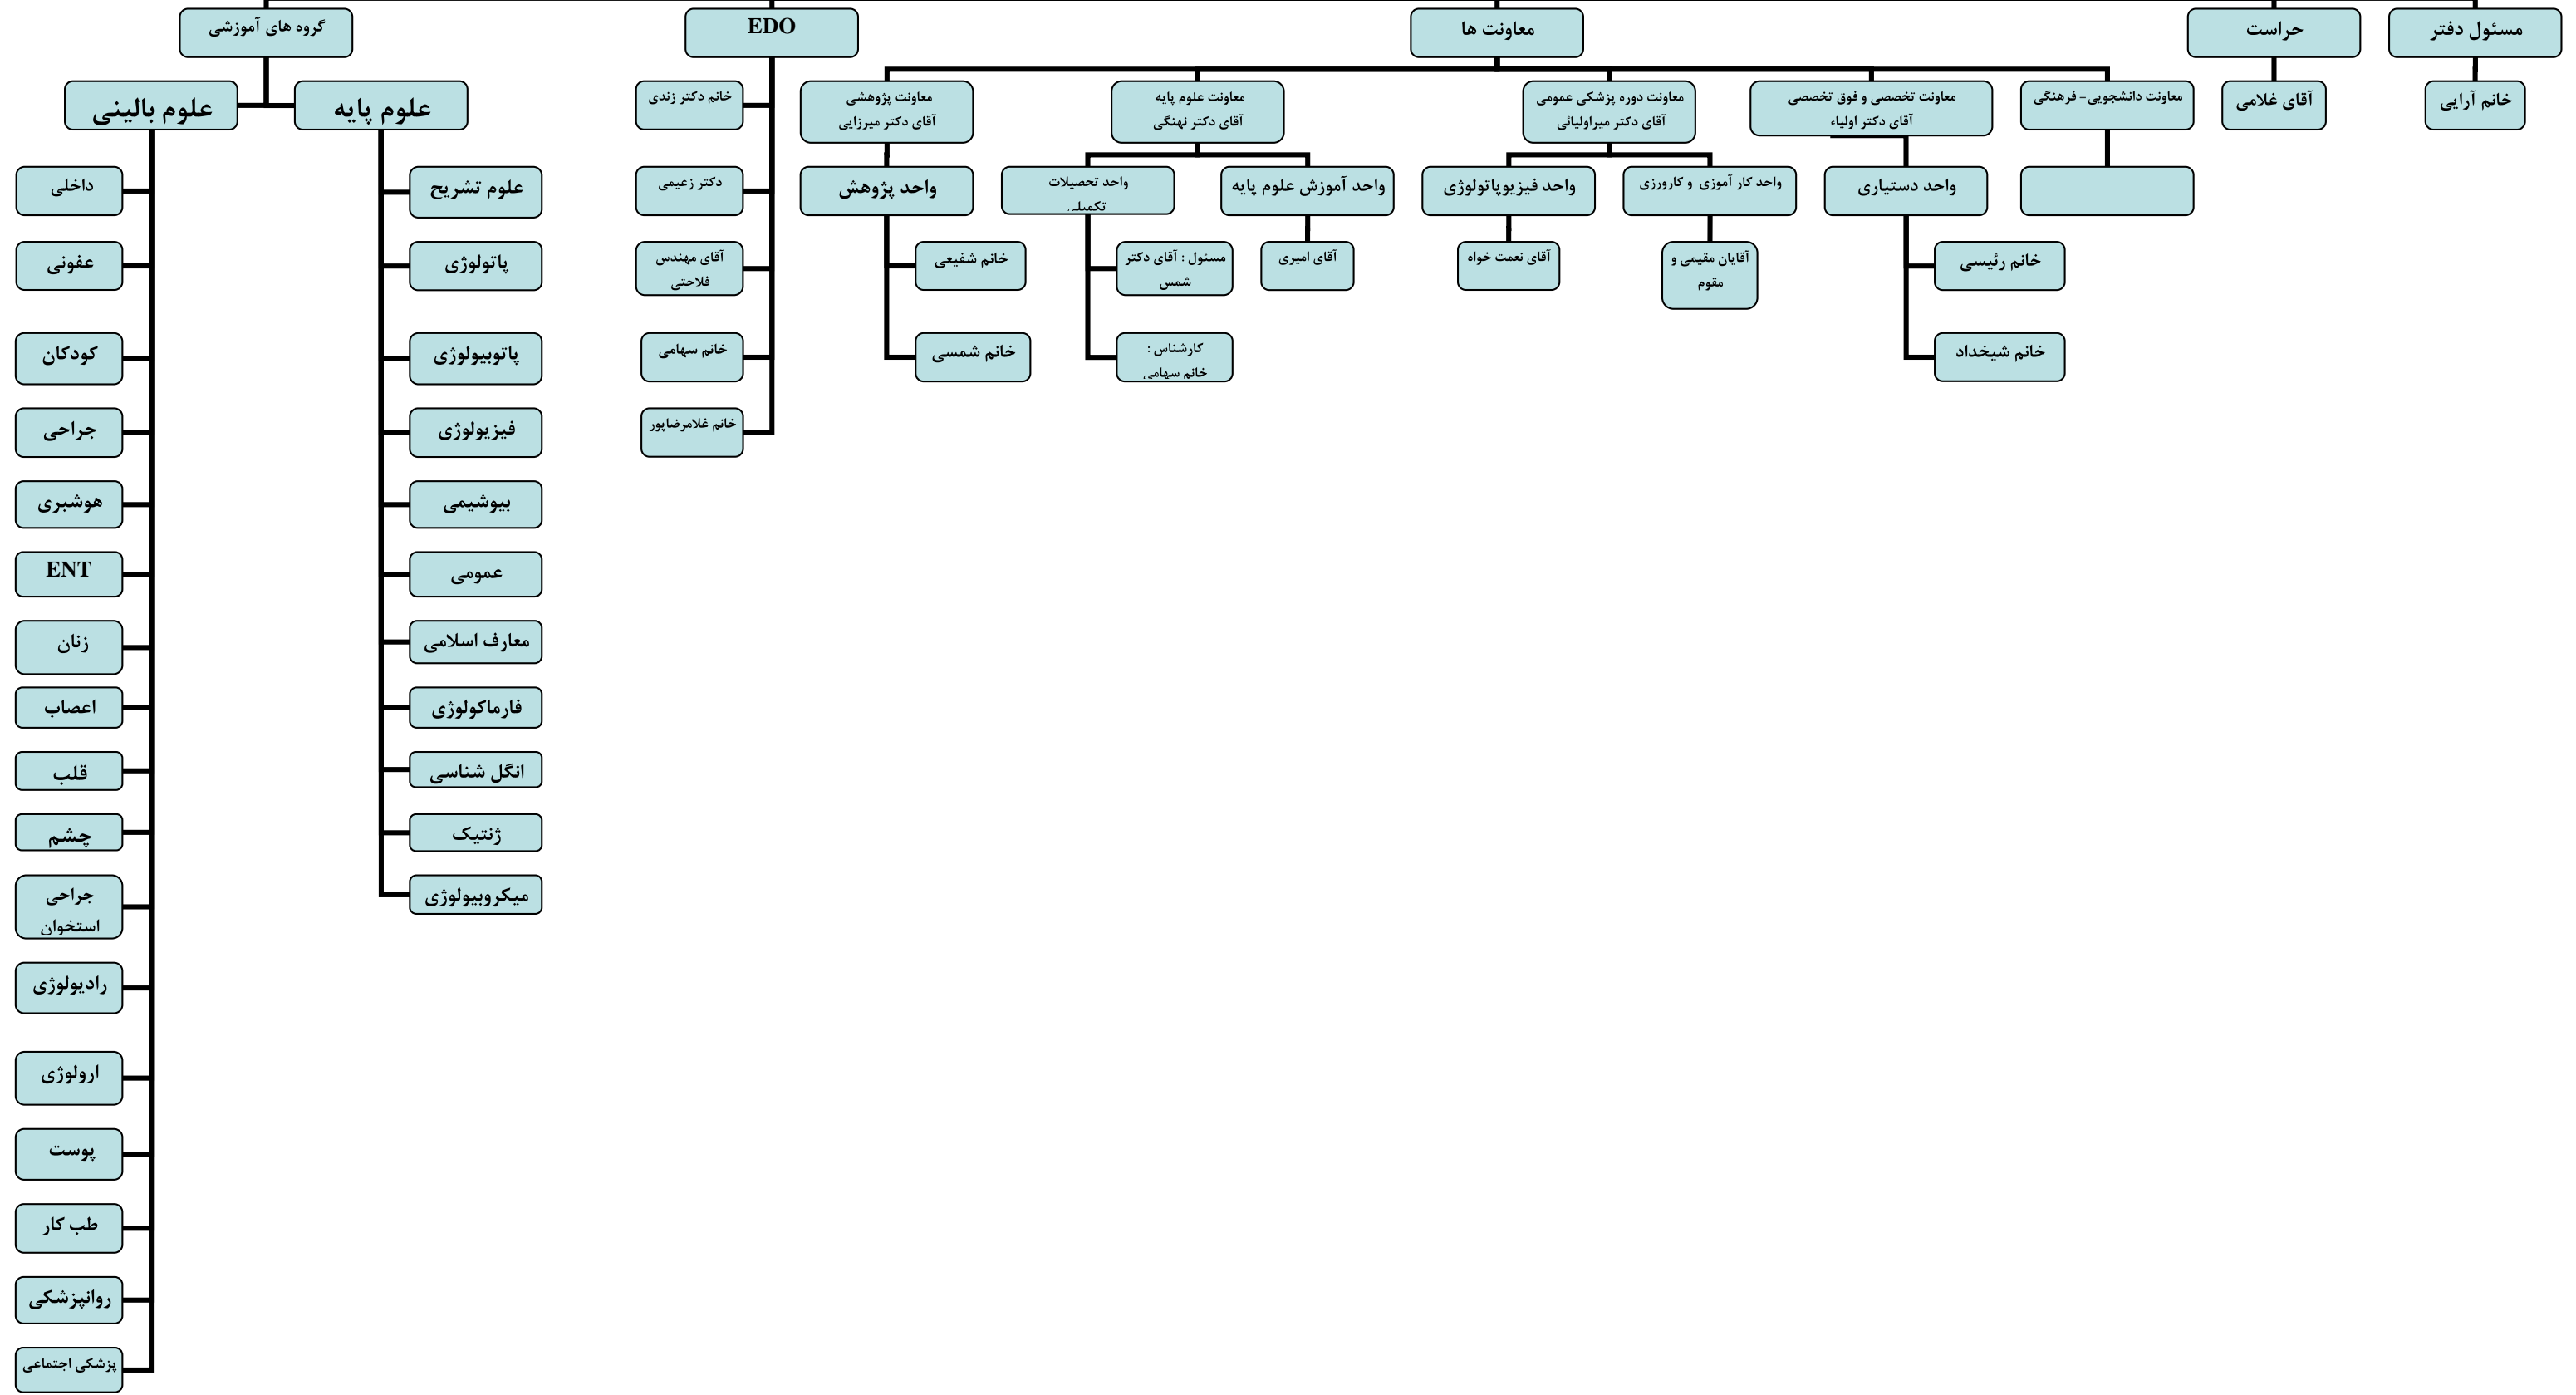 مسئول دفتر
حراست
معاونت ها
EDO
گروه های آموزشی
خانم آرایی
آقای غلامی
معاونت دانشجویی- فرهنگی
معاونت تخصصی و فوق تخصصی
آقای دکتر اولیاء
معاونت دوره پزشکی عمومی
آقای دکتر میراولیائی
معاونت علوم پایه
آقای دکتر نهنگی
معاونت پژوهشی
آقای دکتر میرزایی
واحد دستیاری
خانم رئیسی
خانم شیخداد
واحد کار آموزی و کارورزی
آقایان مقیمی و
مقوم
واحد فیزیوپاتولوژی
آقای نعمت خواه
واحد آموزش علوم پایه
آقای امیری
واحد تحصیلات
تکمیلی
مسئول : آقای دکتر
شمس
کارشناس :
خانم سهامی
واحد پژوهش
خانم شفیعی
خانم شمسی
خانم دکتر زندی
دکتر زعیمی
آقای مهندس
فلاحتی
خانم سهامی
خانم غلامرضاپور
علوم پایه
علوم تشریح
پاتولوژی
پاتوبیولوژی
فیزیولوژی
بیوشیمی
عمومی
معارف اسلامی
فارماکولوژی
انگل شناسی
ژنتیک
میکروبیولوژی
علوم بالینی
داخلی
عفونی
کودکان
جراحی
هوشبری
ENT
زنان
اعصاب
قلب
چشم
جراحی
استخوان
رادیولوژی
ارولوژی
پوست
طب کار
روانپزشکی
پزشکی اجتماعی